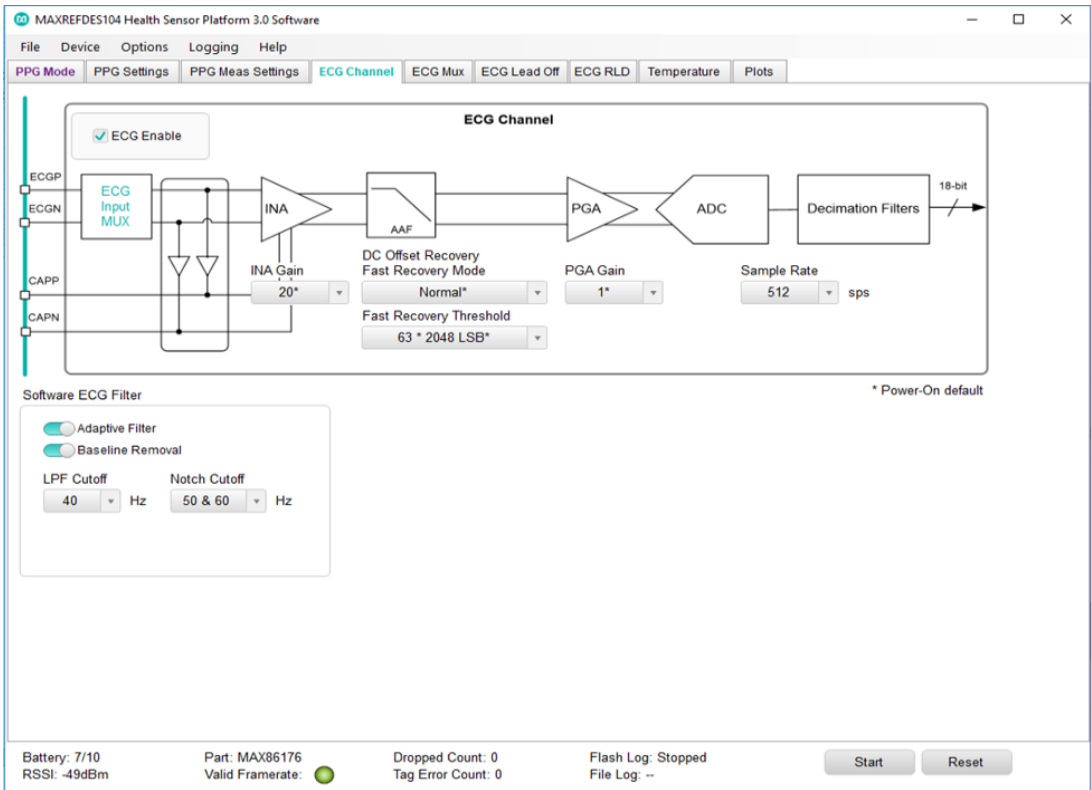 MAXREFDES104 Health Sensor Platform 3.0 Software
File Device Options Logging Help
PPG Mode PPG Settings PPG Meas Settings ECG Channel ECG Mux ECG Lead Off ECG RLD Temperature Plots
ECG Channel
ECG Enable
ECGP
ECGN
CAPP
CAPN
ECG
Input
MUX
INA
AAF
PGA
ADC
Decimation Filters
18-bit
INA Gain
20*
DC Offset Recovery
Fast Recovery Mode
Normal*
Fast Recovery Threshold
63 * 2048 LSB*
PGA Gain
1*
Sample Rate
512 sps
* Power-On default
Software ECG Filter
Adaptive Filter
Baseline Removal
LPF Cutoff Notch Cutoff
40 Hz 50 & 60 Hz
Battery: 7/10 Part: MAX86176 Dropped Count: 0 Flash Log: Stopped
RSSI: -49dBm Valid Framerate: Tag Error Count: 0 File Log: --
Start Reset